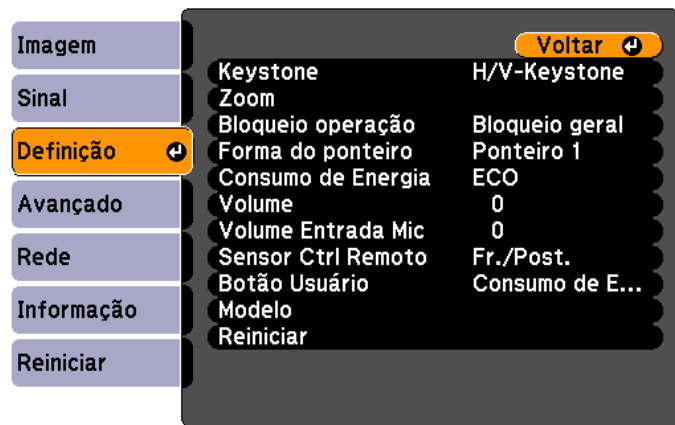 Imagem
Sinal
Definição
Avançado
Rede
Informação
Reiniciar
Voltar
Keystone H/V-Keystone
Zoom
Bloqueio operação Bloqueio geral
Forma do ponteiro Ponteiro 1
Consumo de Energia ECO
Volume 0
Volume Entrada Mic 0
Sensor Ctrl Remoto Fr./Post.
Botão Usuário Consumo de E...
Modelo
Reiniciar